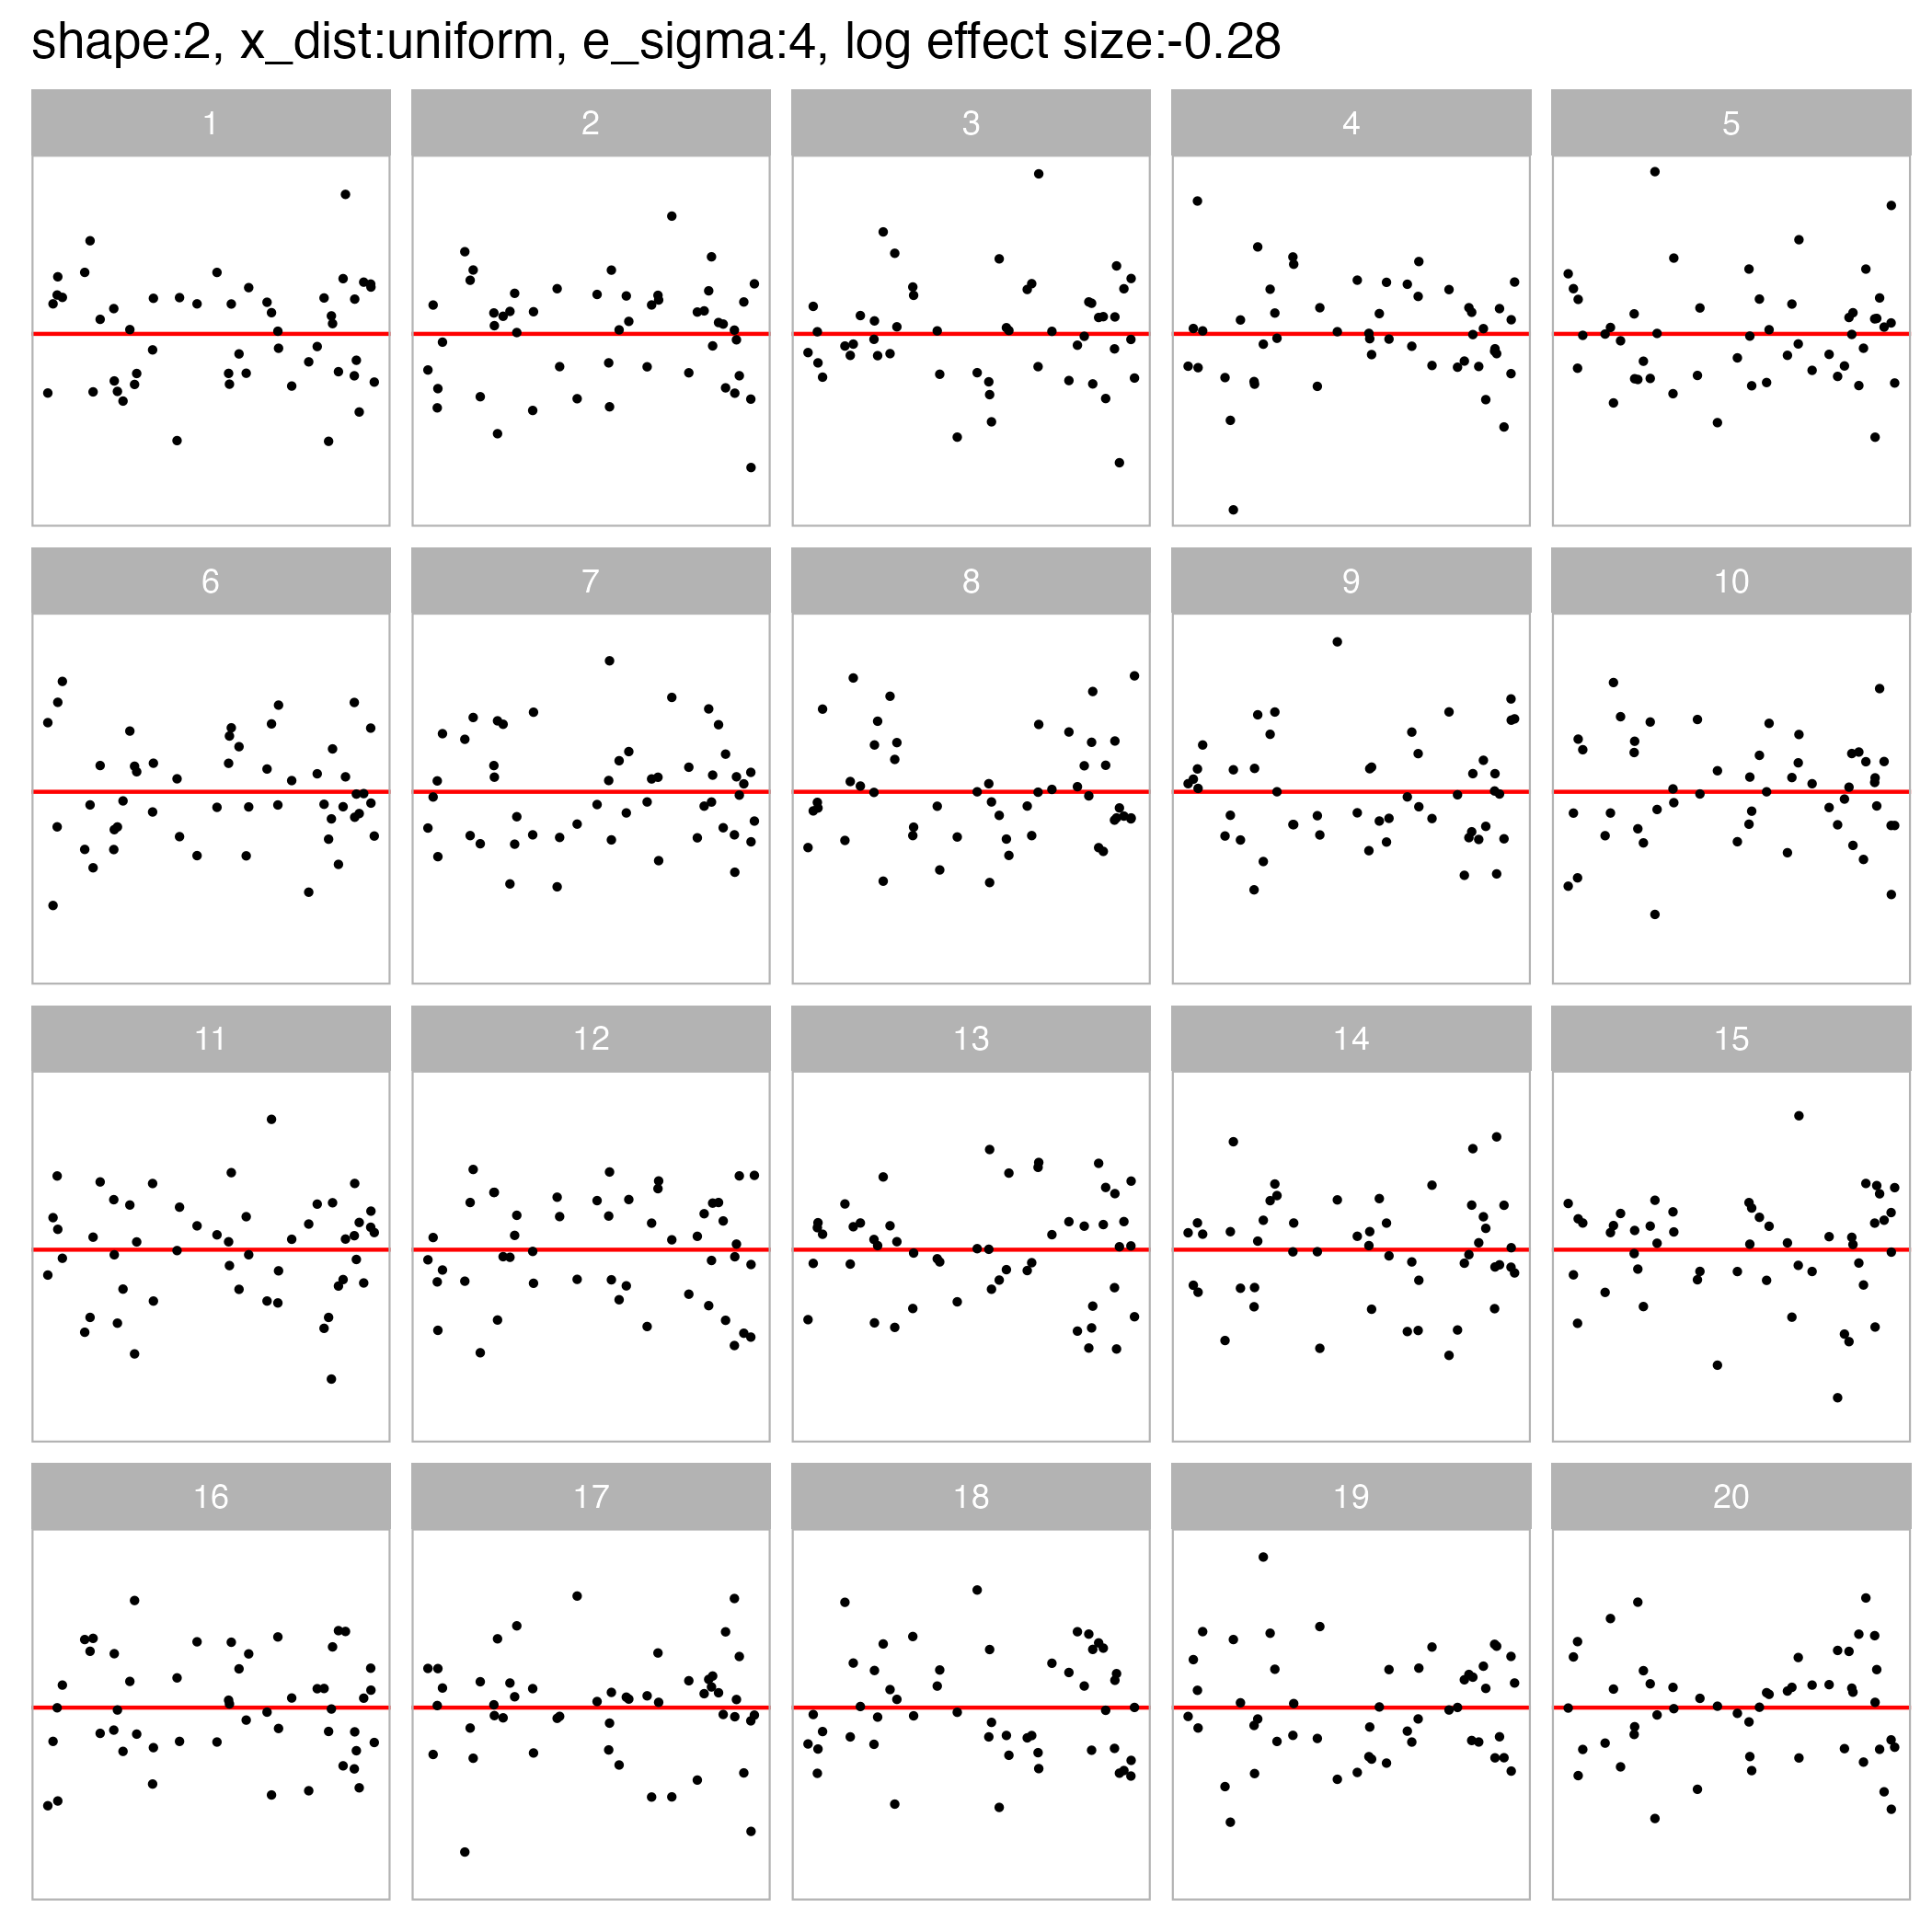 shape:2, x_dist:uniform, e_sigma:4, log effect size:-0.28
1 2 3 4 5
6 7 8 9 10
11 12 13 14 15
16 17 18 19 20